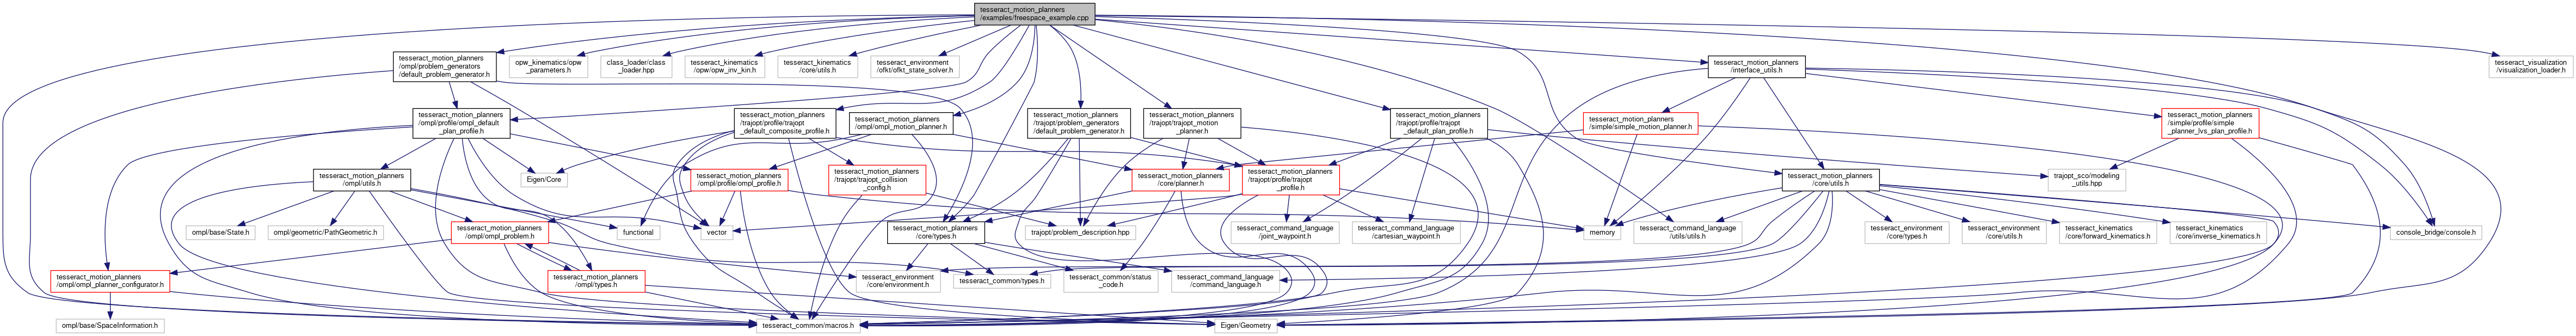 tesseract_motion_planners
/examples/freespace_example.cpp
tesseract_motion_planners
/ompl/problem_generators
/default_problem_generator.h
opw_kinematics/opw
_parameters.h
class_loader/class
_loader.hpp
tesseract_kinematics
/opw/opw_inv_kin.h
tesseract_kinematics
/core/utils.h
tesseract_environment
/ofkt/ofkt_state_solver.h
tesseract_motion_planners
/interface_utils.h
tesseract_visualization
/visualization_loader.h
tesseract_motion_planners
/ompl/profile/ompl_default
_plan_profile.h
tesseract_motion_planners
/trajopt/profile/trajopt
_default_composite_profile.h
tesseract_motion_planners
/ompl/ompl_motion_planner.h
tesseract_motion_planners
/trajopt/problem_generators
/default_problem_generator.h
tesseract_motion_planners
/trajopt/trajopt_motion
_planner.h
tesseract_motion_planners
/trajopt/profile/trajopt
_default_plan_profile.h
tesseract_motion_planners
/simple/simple_motion_planner.h
tesseract_motion_planners
/simple/profile/simple
_planner_lvs_plan_profile.h
tesseract_motion_planners
/ompl/utils.h
Eigen/Core
tesseract_motion_planners
/ompl/profile/ompl_profile.h
tesseract_motion_planners
/trajopt/trajopt_collision
_config.h
tesseract_motion_planners
/core/planner.h
tesseract_motion_planners
/trajopt/profile/trajopt
_profile.h
tesseract_motion_planners
/core/utils.h
trajopt_sco/modeling
_utils.hpp
ompl/base/State.h
ompl/geometric/PathGeometric.h
tesseract_motion_planners
/ompl/ompl_problem.h
functional
vector
tesseract_motion_planners
/core/types.h
trajopt/problem_description.hpp
tesseract_command_language
/joint_waypoint.h
tesseract_command_language
/cartesian_waypoint.h
memory
tesseract_command_language
/utils/utils.h
tesseract_environment
/core/types.h
tesseract_environment
/core/utils.h
tesseract_kinematics
/core/forward_kinematics.h
tesseract_kinematics
/core/inverse_kinematics.h
console_bridge/console.h
tesseract_motion_planners
/ompl/ompl_planner_configurator.h
tesseract_motion_planners
/ompl/types.h
tesseract_environment
/core/environment.h
tesseract_common/types.h
tesseract_common/status
_code.h
tesseract_command_language
/command_language.h
ompl/base/SpaceInformation.h
tesseract_common/macros.h
Eigen/Geometry